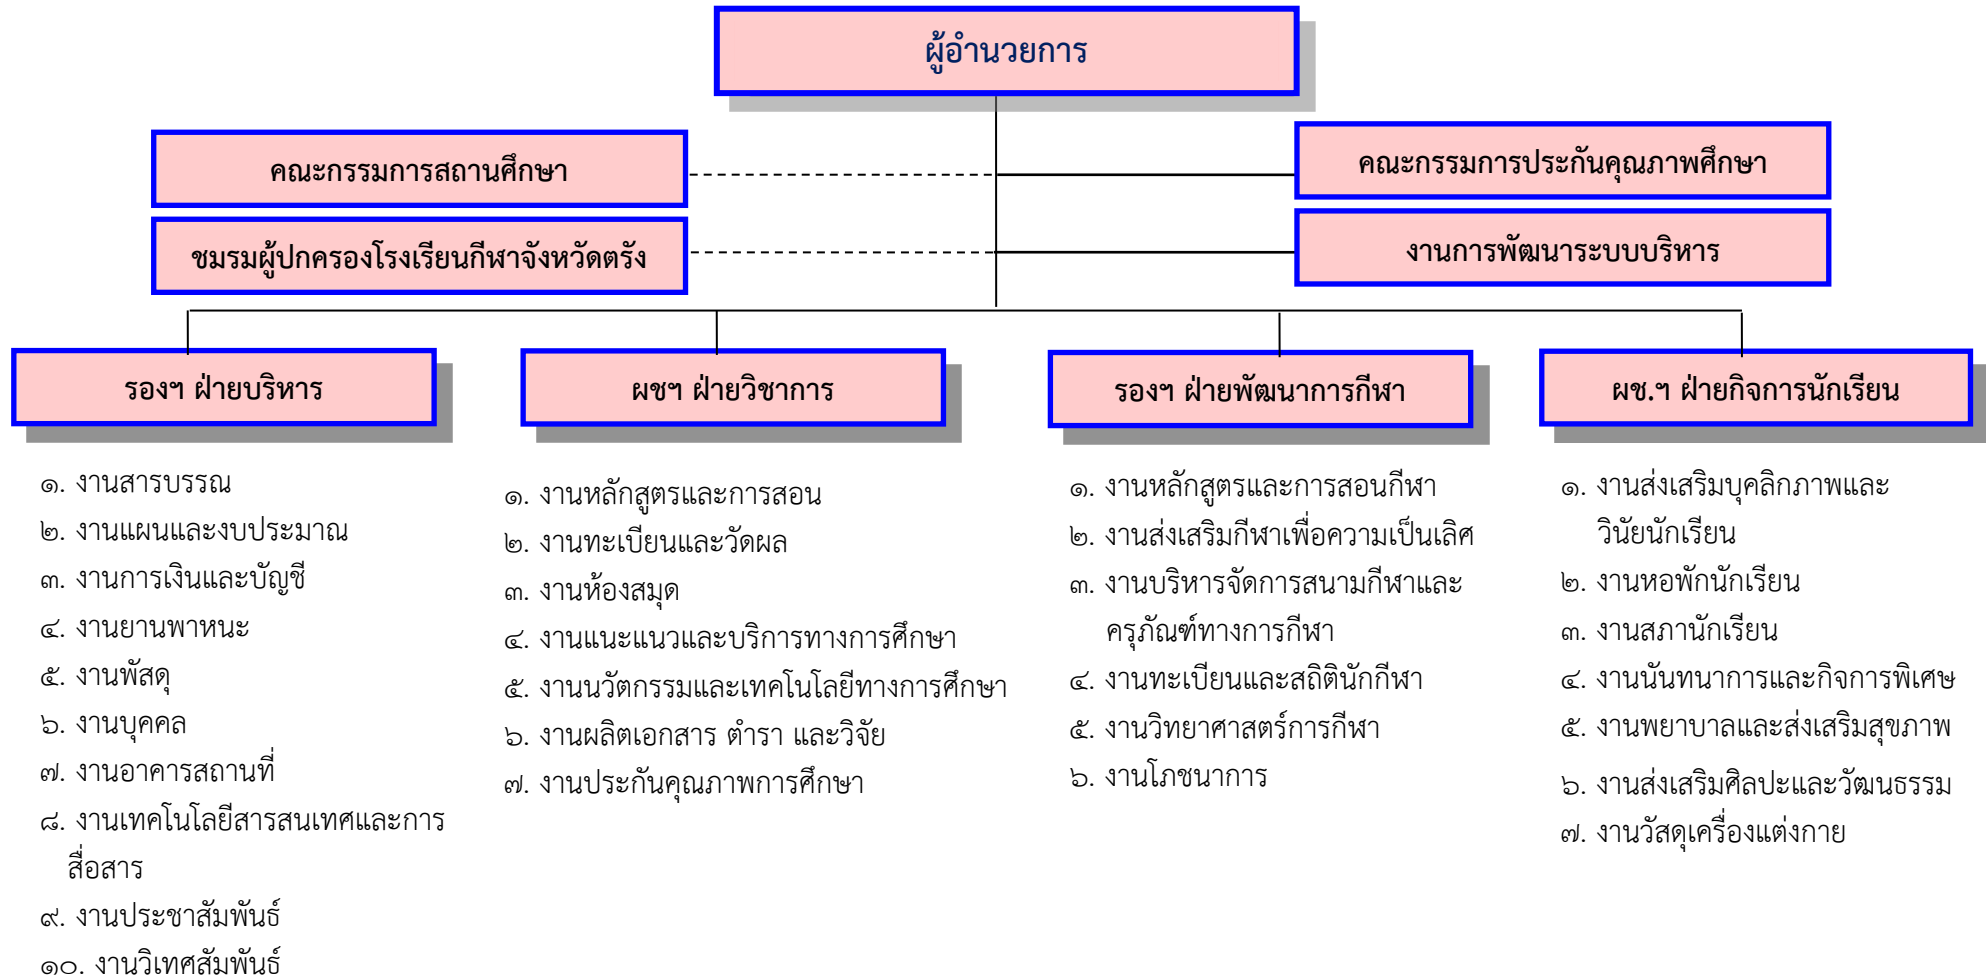 ผู้อำนวยการ
คณะกรรมการสถานศึกษา
คณะกรรมการประกันคุณภาพศึกษา
ชมรมผู้ปกครองโรงเรียนกีฬาจังหวัดตรัง
งานการพัฒนาระบบบริหาร
รองฯ ฝ่ายบริหาร
๑. งานสารบรรณ
๒. งานแผนและงบประมาณ
๓. งานการเงินและบัญชี
๔. งานยานพาหนะ
๕. งานพัสดุ
๖. งานบุคคล
๗. งานอาคารสถานที่
๘. งานเทคโนโลยีสารสนเทศและการ
สื่อสาร
๙. งานประชาสัมพันธ์
๑๐. งานวิเทศสัมพันธ์
ผชฯ ฝ่ายวิชาการ
๑. งานหลักสูตรและการสอน
๒. งานทะเบียนและวัดผล
๓. งานห้องสมุด
๔. งานแนะแนวและบริการทางการศึกษา
๕. งานนวัตกรรมและเทคโนโลยีทางการศึกษา
๖. งานผลิตเอกสาร ตำรา และวิจัย
๗. งานประกันคุณภาพการศึกษา
รองฯ ฝ่ายพัฒนาการกีฬา
๑. งานหลักสูตรและการสอนกีฬา
๒. งานส่งเสริมกีฬาเพื่อความเป็นเลิศ
๓. งานบริหารจัดการสนามกีฬาและ
ครุภัณฑ์ทางการกีฬา
๔. งานทะเบียนและสถิตินักกีฬา
๕. งานวิทยาศาสตร์การกีฬา
๖. งานโภชนาการ
ผช.ฯ ฝ่ายกิจการนักเรียน
๑. งานส่งเสริมบุคลิกภาพและ
วินัยนักเรียน
๒. งานหอพักนักเรียน
๓. งานสภานักเรียน
๔. งานนันทนาการและกิจการพิเศษ
๕. งานพยาบาลและส่งเสริมสุขภาพ
๖. งานส่งเสริมศิลปะและวัฒนธรรม
๗. งานวัสดุเครื่องแต่งกาย